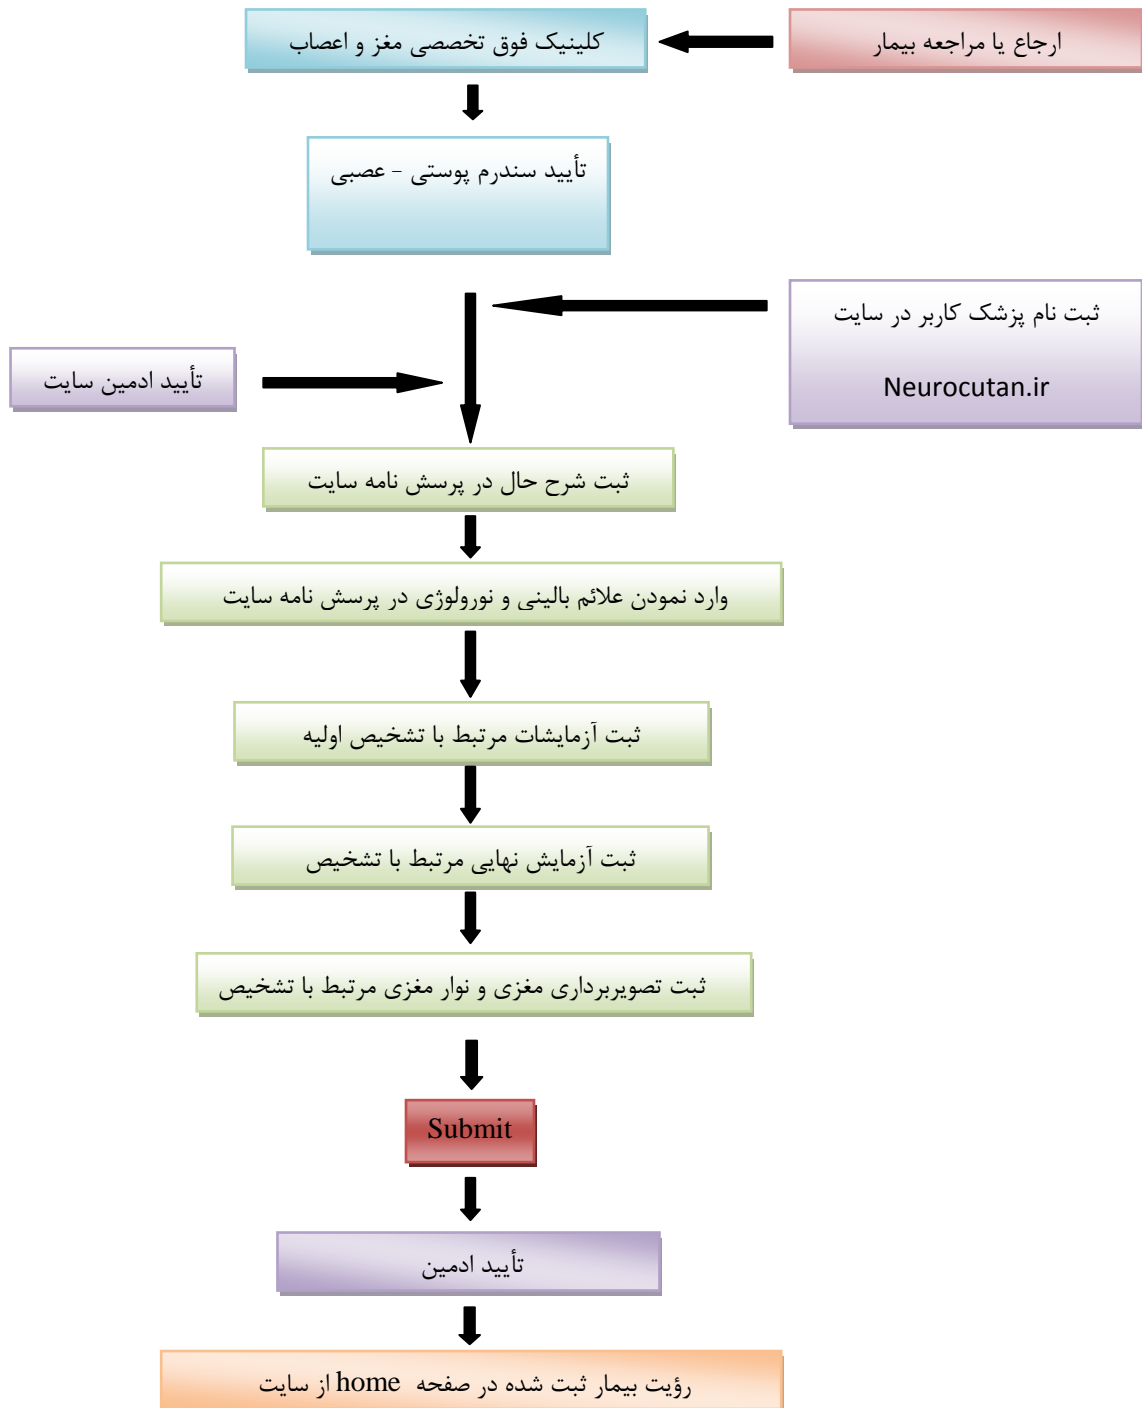 ارجاع یا مراجعه بیمار
کلینیک فوق تخصصی مغز و اعصاب
تأیید سندرم پوستی - عصبی
ثبت نام پزشک کاربر در سایت
Neurocutan.ir
تأیید ادمین سایت
ثبت شرح حال در پرسش نامه سایت
وارد نمودن علائم بالینی و نورولوژی در پرسش نامه سایت
ثبت آزمایشات مرتبط با تشخیص اولیه
ثبت آزمایش نهایی مرتبط با تشخیص
ثبت تصویربرداری مغزی و نوار مغزی مرتبط با تشخیص
Submit
تأیید ادمین
رؤیت بیمار ثبت شده در صفحه home از سایت